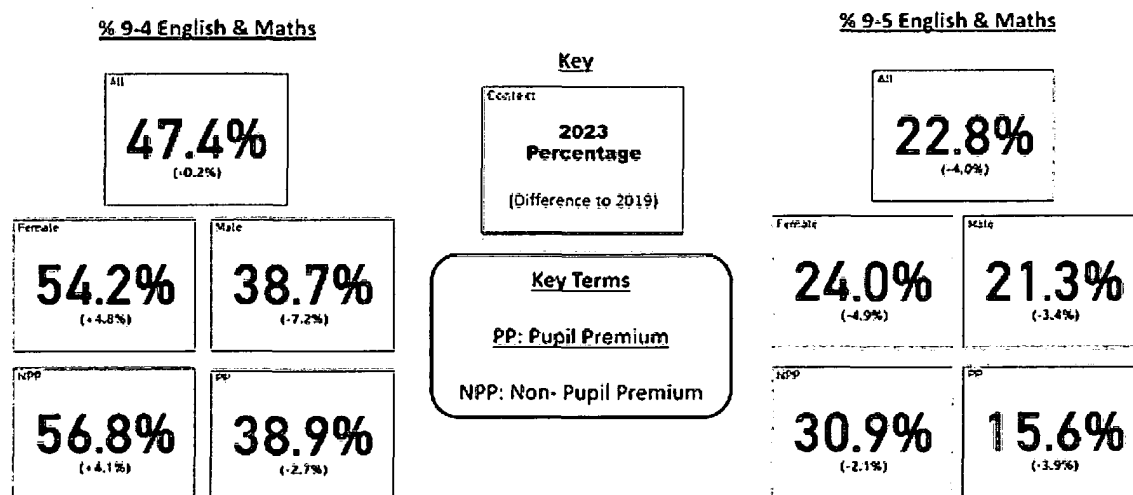 % 9-4 English & Maths
All
47.4%
(-0.2%)
Female
54.2%
(+4.8%)
Male
38.7%
(-7.2%)
NPP
56.8%
(+4.1%)
PP
38.9%
(-2.7%)
Key
Context
2023
Percentage
(Difference to 2019)
Key Terms
PP: Pupil Premium
NPP: Non- Pupil Premium
% 9-5 English & Maths
All
22.8%
(-4.0%)
Female
24.0%
(-4.9%)
Male
21.3%
(-3.4%)
NPP
30.9%
(-2.1%)
PP
15.6%
(-3.9%)